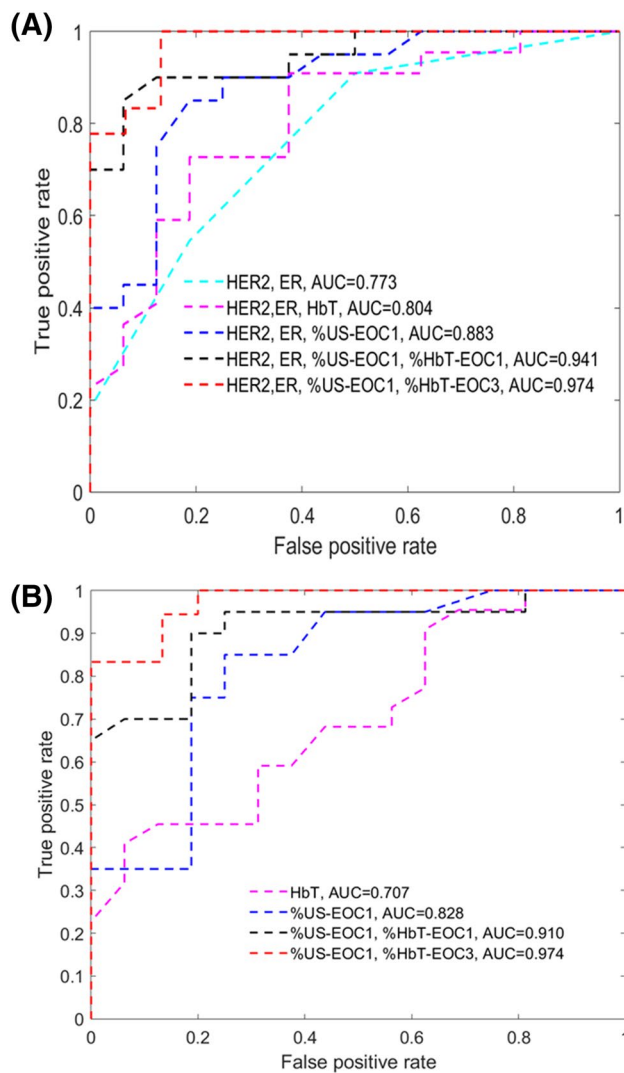 (A)
1
0.8
0.6
0.4
0.2
0
True positive rate
HER2, ER, AUC=0.773
HER2,ER, HbT, AUC=0.804
HER2, ER, %US-EOC1, AUC=0.883
HER2, ER, %US-EOC1, %HbT-EOC1, AUC=0.941
HER2,ER, %US-EOC1, %HbT-EOC3, AUC=0.974
0 0.2 0.4 0.6 0.8 1
False positive rate
(B)
1
0.9
0.8
0.7
0.6
0.5
0.4
0.3
0.2
0.1
0
True positive rate
HbT, AUC=0.707
%US-EOC1, AUC=0.828
%US-EOC1, %HbT-EOC1, AUC=0.910
%US-EOC1, %HbT-EOC3, AUC=0.974
0 0.2 0.4 0.6 0.8 1
False positive rate